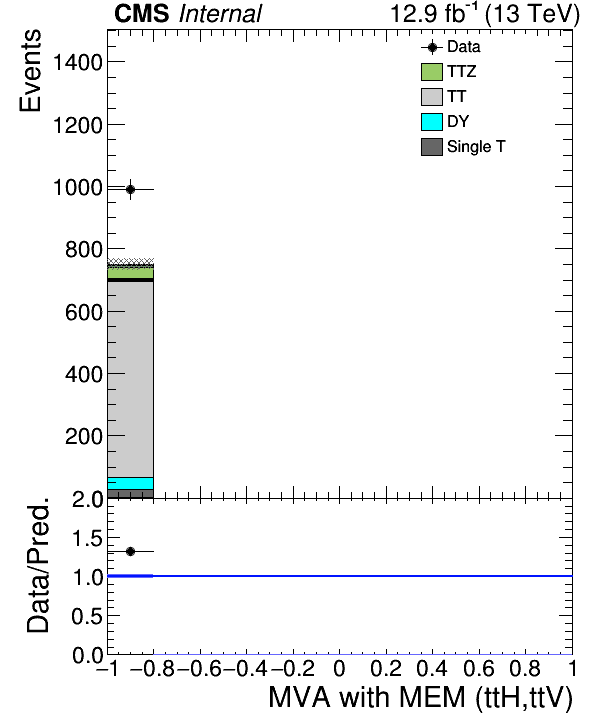 CMS Internal 12.9 fb⁻¹ (13 TeV)
Events
1400
1200
1000
800
600
400
200
Data
TTZ
TT
DY
Single T
Data/Pred.
2.0
1.5
1.0
0.5
0.0
−1 −0.8 −0.6 −0.4 −0.2 0 0.2 0.4 0.6 0.8 1
MVA with MEM (ttH,ttV)